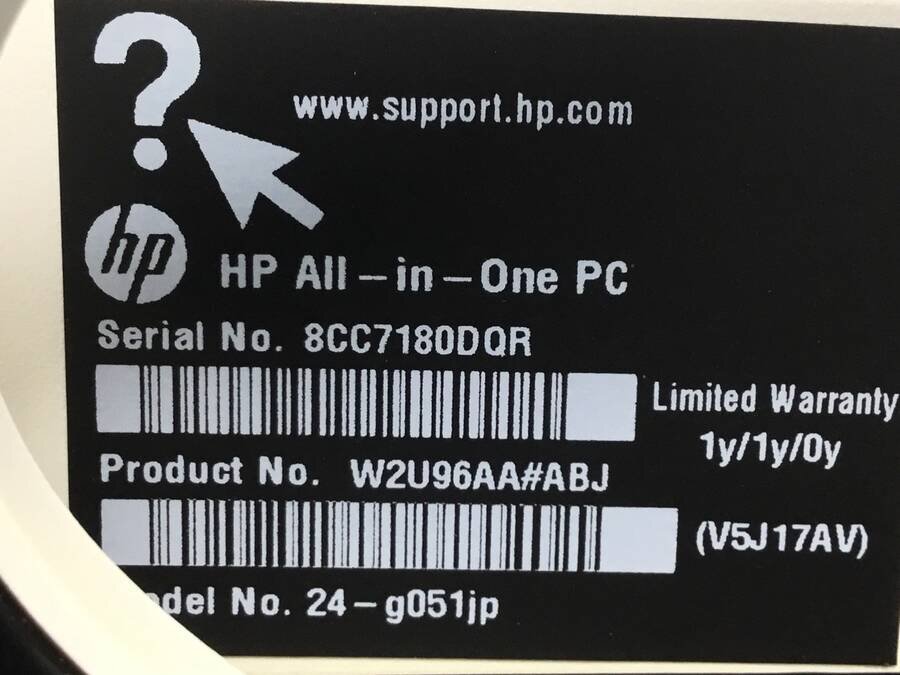 ?
www.support.hp.com
hp
HP All-in-One PC
Serial No. 8CC7180DQR
Limited Warranty
1y/1y/0y
Product No. W2U96AA#ABJ
(V5J17AV)
del No. 24-g051jp